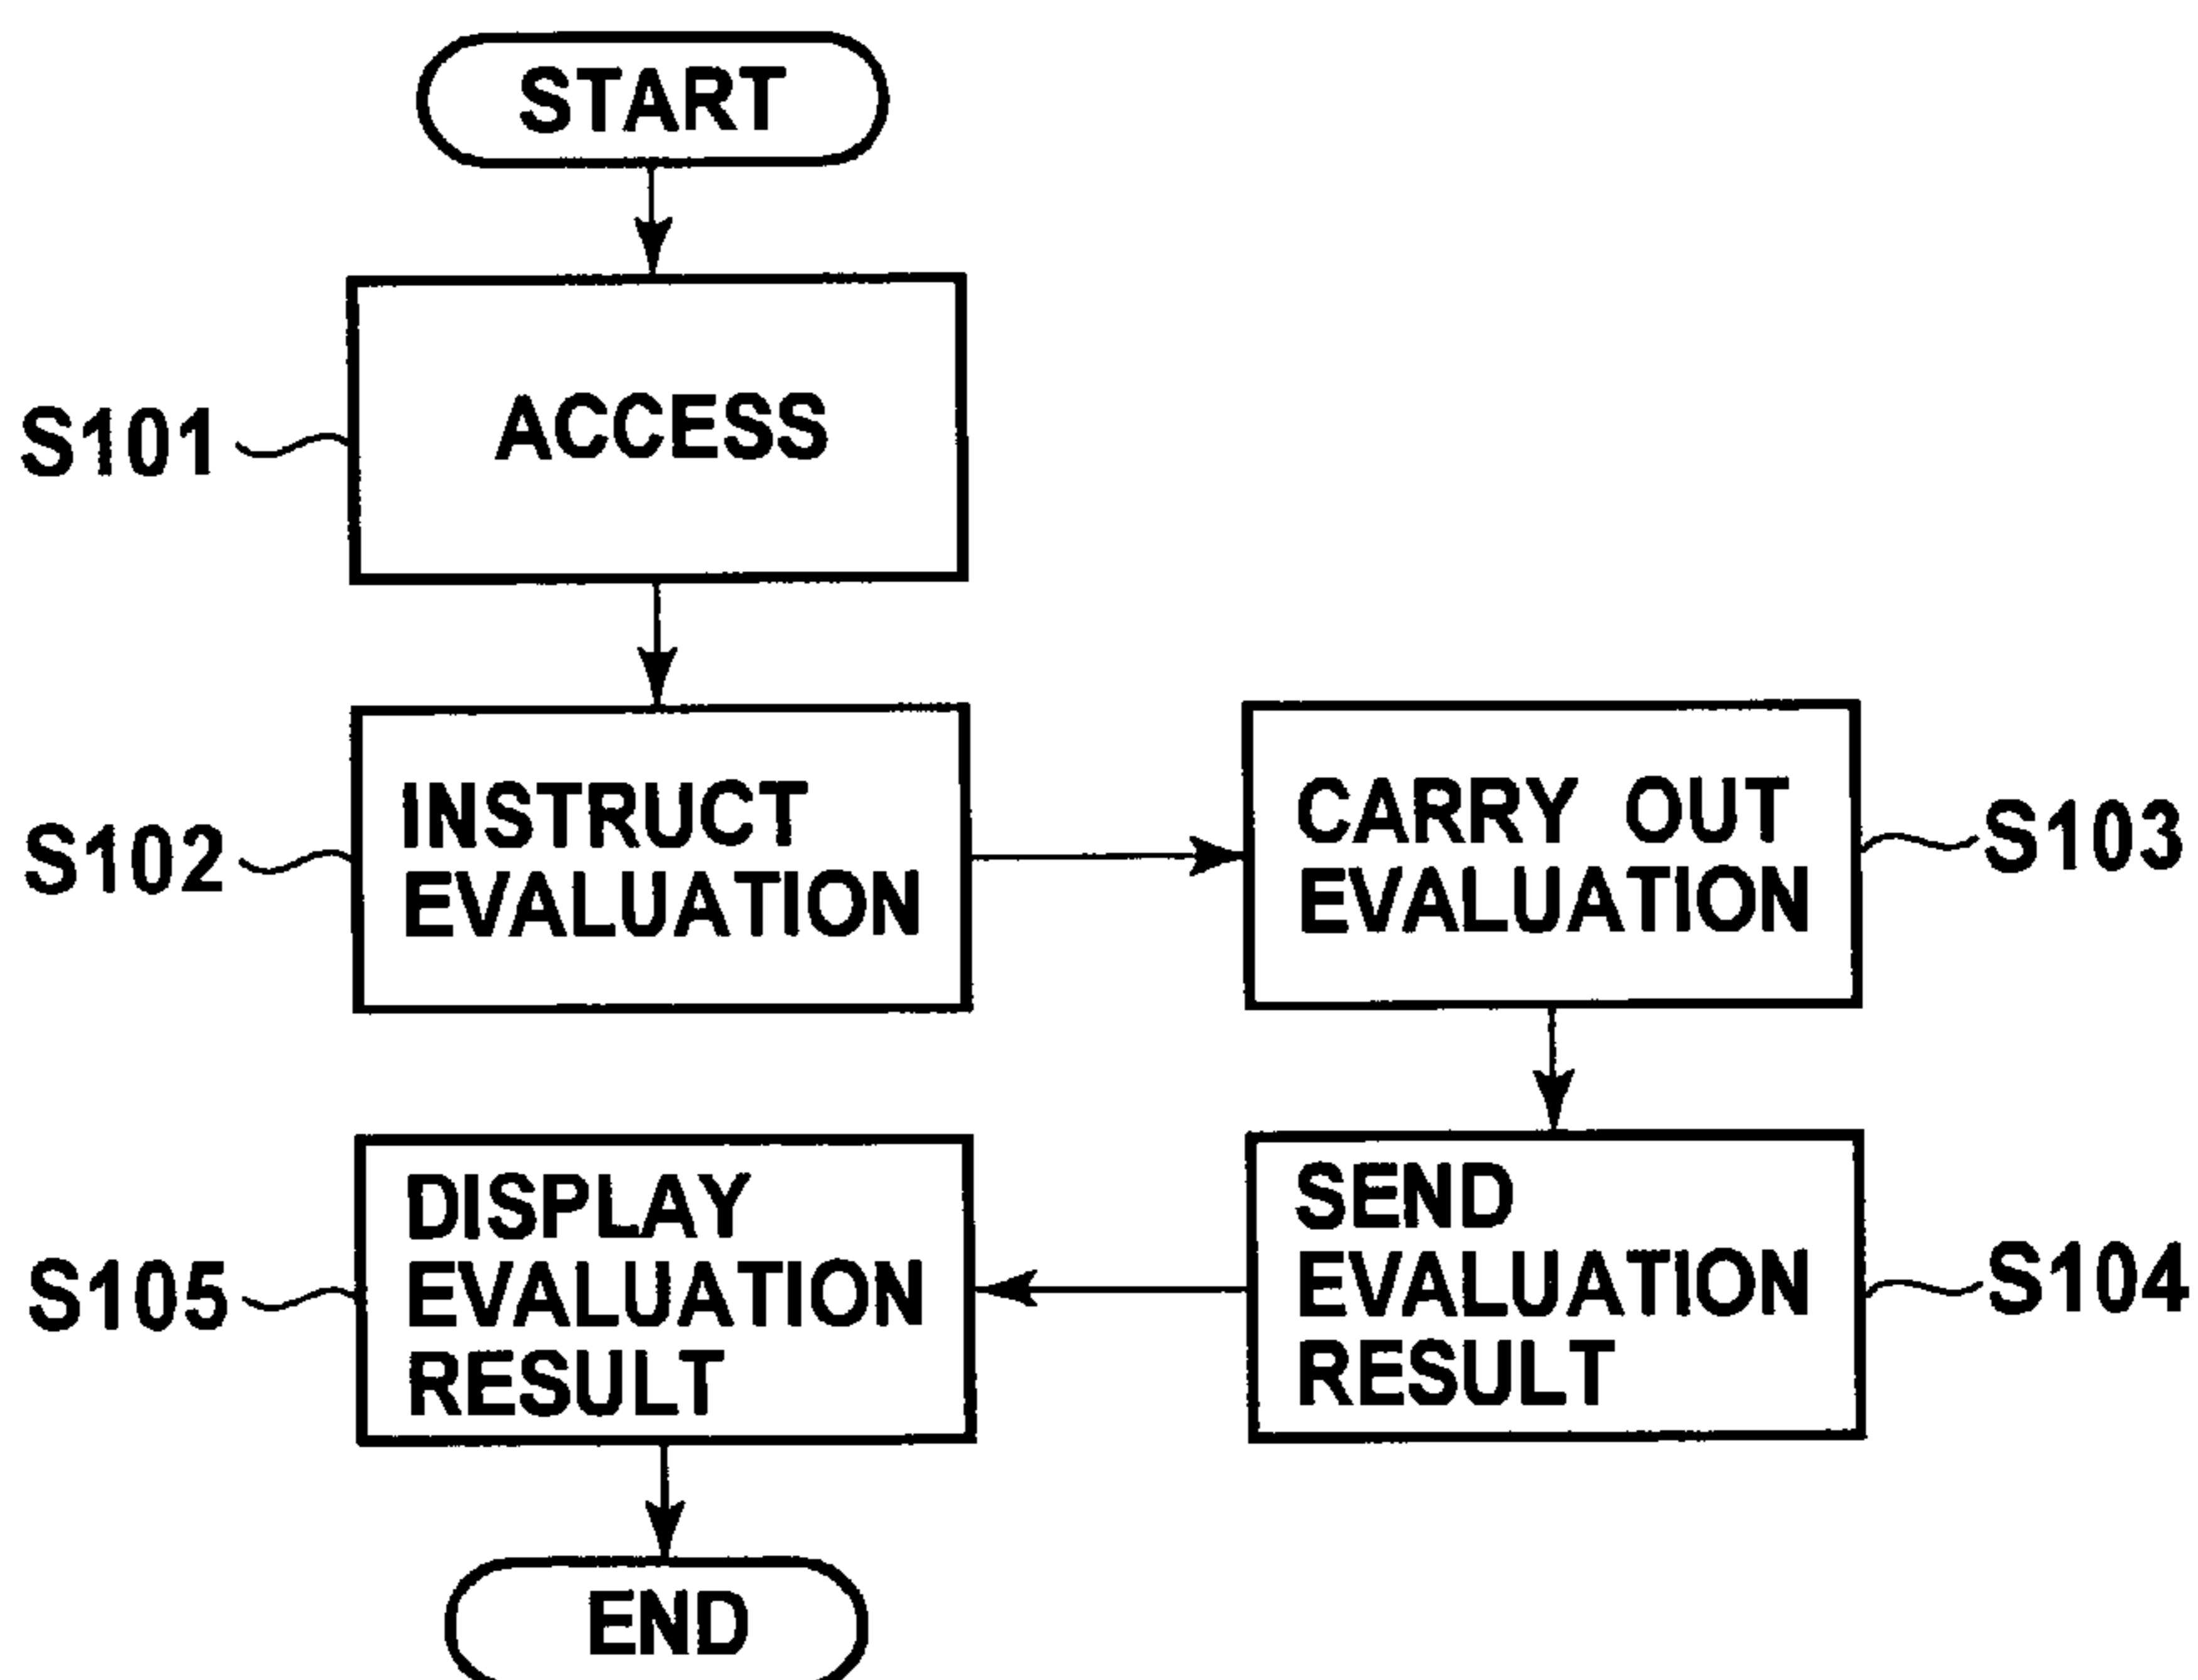 START
ACCESS
S101
INSTRUCT
EVALUATION
S102
CARRY OUT
EVALUATION
S103
SEND
EVALUATION
RESULT
S104
DISPLAY
EVALUATION
RESULT
S105
END